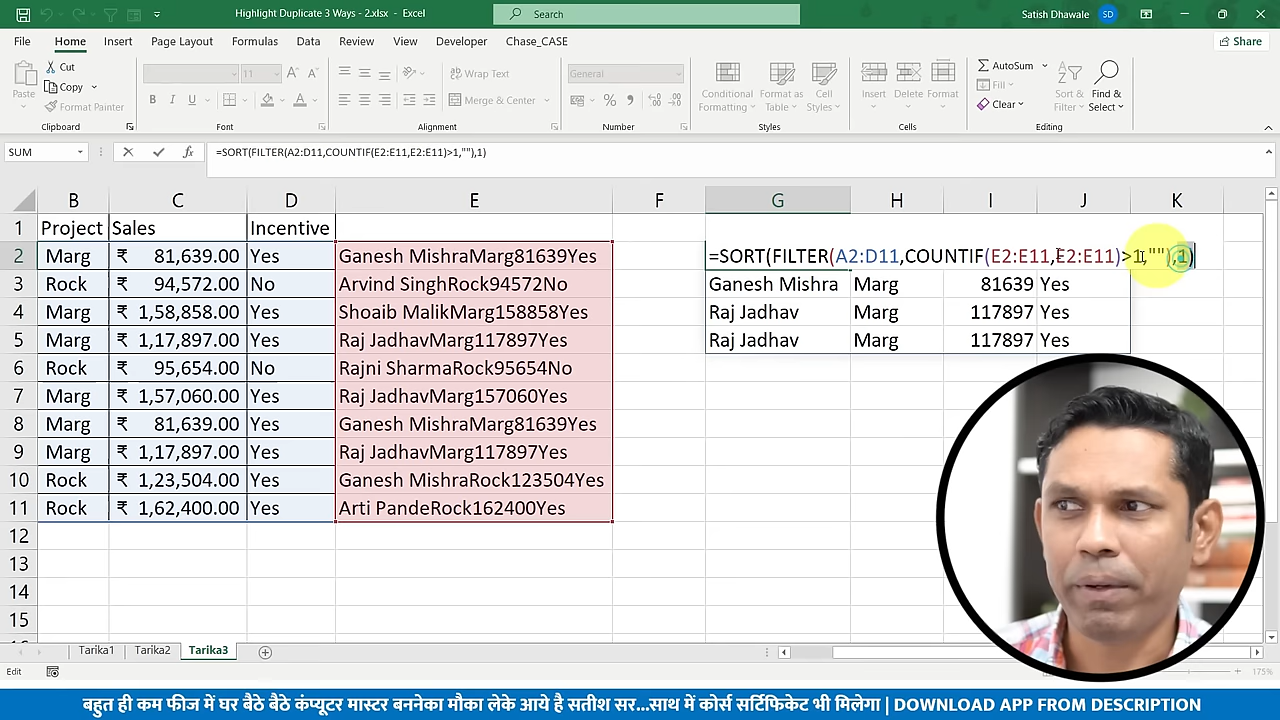 Highlight Duplicate 3 Ways - 2.xlsx - Excel
Search
Satish Dhawale SD
File Home Insert Page Layout Formulas Data Review View Developer Chase_CASE Share
Paste
Cut
Copy
Format Painter
Clipboard
11
B I U
Font
Wrap Text
Merge & Center
Alignment
General
Number
Conditional Formatting
Format as Table
Cell Styles
Styles
Insert Delete Format
Cells
AutoSum
Fill
Clear
Sort & Filter
Find & Select
Editing
SUM
=SORT(FILTER(A2:D11,COUNTIF(E2:E11,E2:E11)>1,""),1)
B C D E F G H I J K
1 Project Sales Incentive
2 Marg ₹ 81,639.00 Yes Ganesh MishraMarg81639Yes =SORT(FILTER(A2:D11,COUNTIF(E2:E11,E2:E11)>1,""),1)
3 Rock ₹ 94,572.00 No Arvind SinghRock94572No Ganesh Mishra Marg 81639 Yes
4 Marg ₹ 1,58,858.00 Yes Shoaib MalikMarg158858Yes Raj Jadhav Marg 117897 Yes
5 Marg ₹ 1,17,897.00 Yes Raj JadhavMarg117897Yes Raj Jadhav Marg 117897 Yes
6 Rock ₹ 95,654.00 No Rajni SharmaRock95654No
7 Marg ₹ 1,57,060.00 Yes Raj JadhavMarg157060Yes
8 Marg ₹ 81,639.00 Yes Ganesh MishraMarg81639Yes
9 Marg ₹ 1,17,897.00 Yes Raj JadhavMarg117897Yes
10 Rock ₹ 1,23,504.00 Yes Ganesh MishraRock123504Yes
11 Rock ₹ 1,62,400.00 Yes Arti PandaRock162400Yes
12
13
14
15
Tarika1 Tarika2 Tarika3
Edit
175%
बहुत ही कम फीज में घर बैठे बैठे कंप्यूटर मास्टर बननेका मौका लेके आये है सतीश सर...साथ में कोर्स सर्टिफिकेट भी मिलेगा | DOWNLOAD APP FROM DESCRIPTION